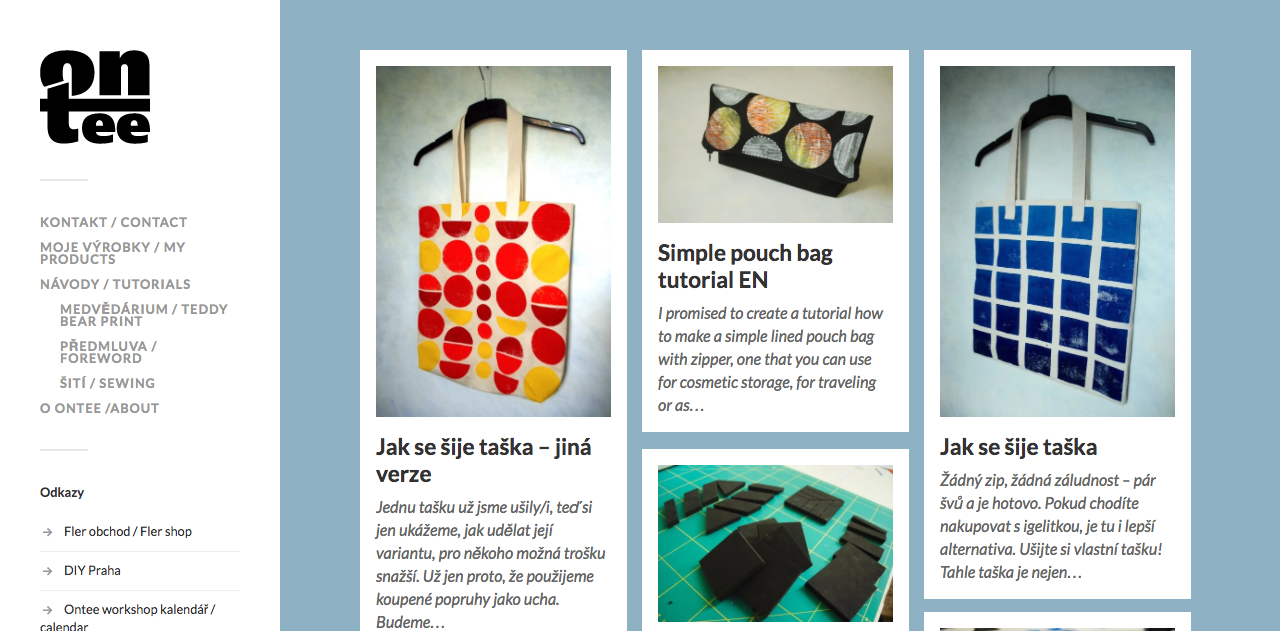 on
tee
KONTAKT / CONTACT
MOJE VÝROBKY / MY
PRODUCTS
NÁVODY / TUTORIALS
MEDVĚDÁRIUM / TEDDY
BEAR PRINT
PŘEDMLUVA /
FOREWORD
ŠITÍ / SEWING
O ONTEE /ABOUT
Odkazy
→ Fler obchod / Fler shop
→ DIY Praha
→ Ontee workshop kalendář /
calendar
Jak se šije taška – jiná
verze
Jednu tašku už jsme ušily/i, teď si
jen ukážeme, jak udělat její
variantu, pro někoho možná trošku
snažší. Už jen proto, že použijeme
koupené popruhy jako ucha.
Budeme…
Simple pouch bag
tutorial EN
I promised to create a tutorial how
to make a simple lined pouch bag
with zipper, one that you can use
for cosmetic storage, for traveling
or as…
Jak se šije taška
Žádný zip, žádná záludnost – pár
švů a je hotovo. Pokud chodíte
nakupovat s igelitkou, je tu i lepší
alternativa. Ušijte si vlastní tašku!
Tahle taška je nejen…